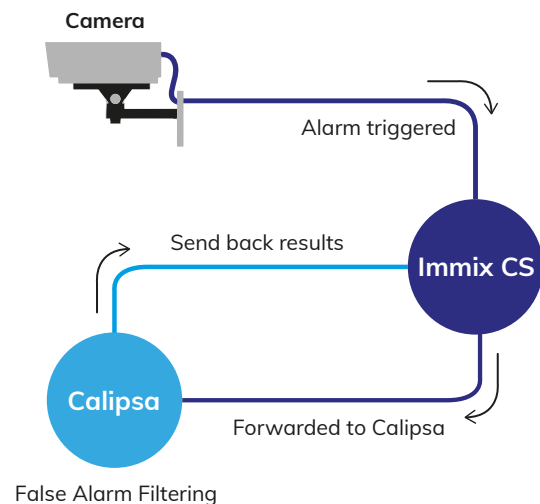 Camera
Alarm triggered
Send back results
Immix CS
Calipsa
Forwarded to Calipsa
False Alarm Filtering